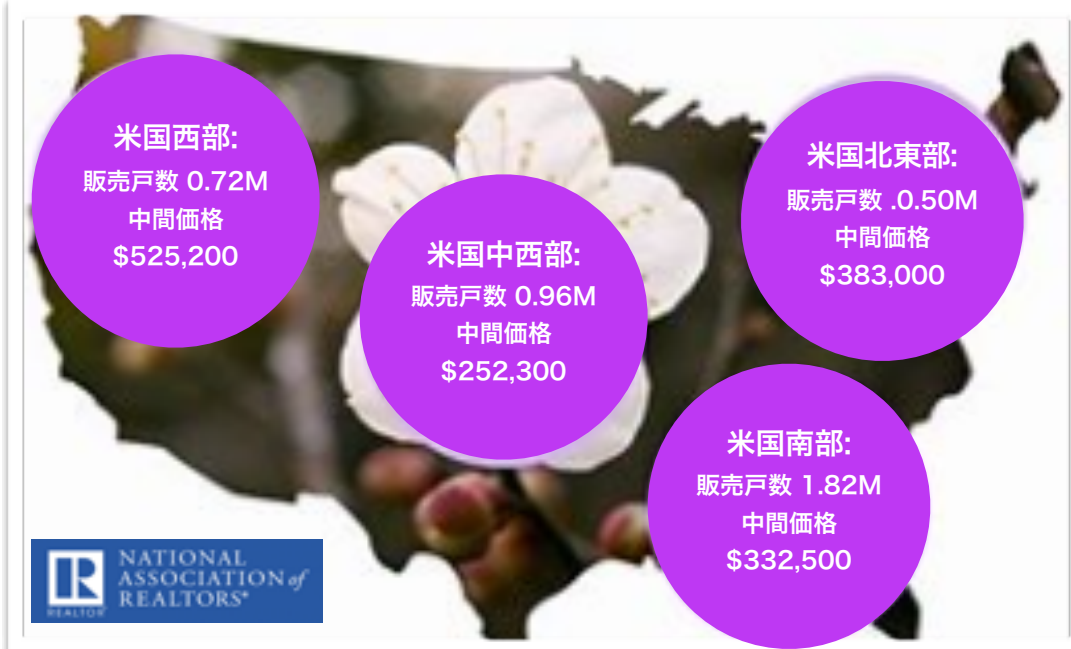 米国西部:
販売戸数 0.72M
中間価格
$525,200
米国中西部:
販売戸数 0.96M
中間価格
$252,300
米国北東部:
販売戸数 .0.50M
中間価格
$383,000
米国南部:
販売戸数 1.82M
中間価格
$332,500
NATIONAL
ASSOCIATION of
REALTORS®
REALTOR®